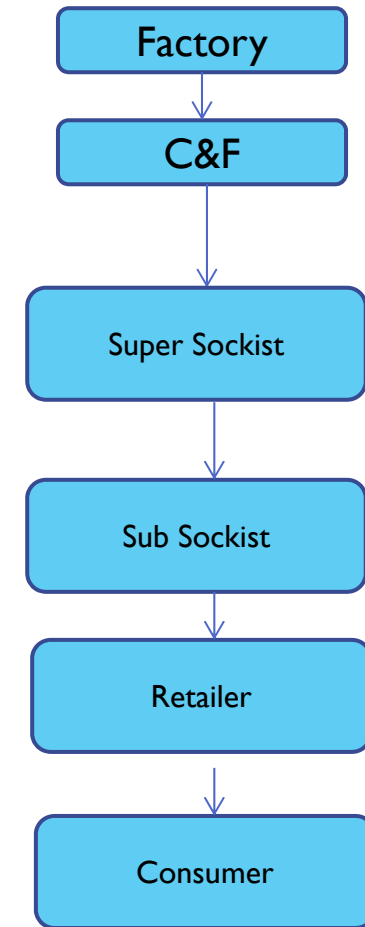 Factory
C&F
Super Sockist
Sub Sockist
Retailer
Consumer